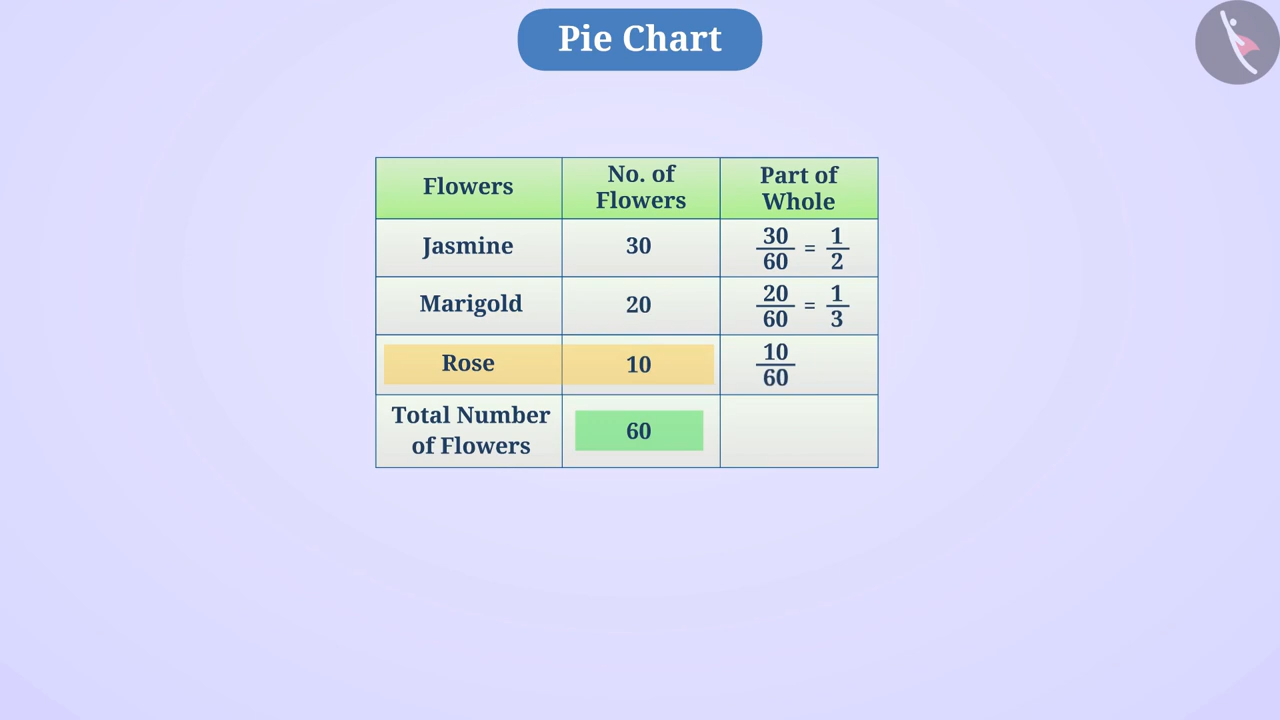 Pie Chart
Flowers No. of Flowers Part of Whole
Jasmine 30 30/60 = 1/2
Marigold 20 20/60 = 1/3
Rose 10 10/60
Total Number of Flowers 60